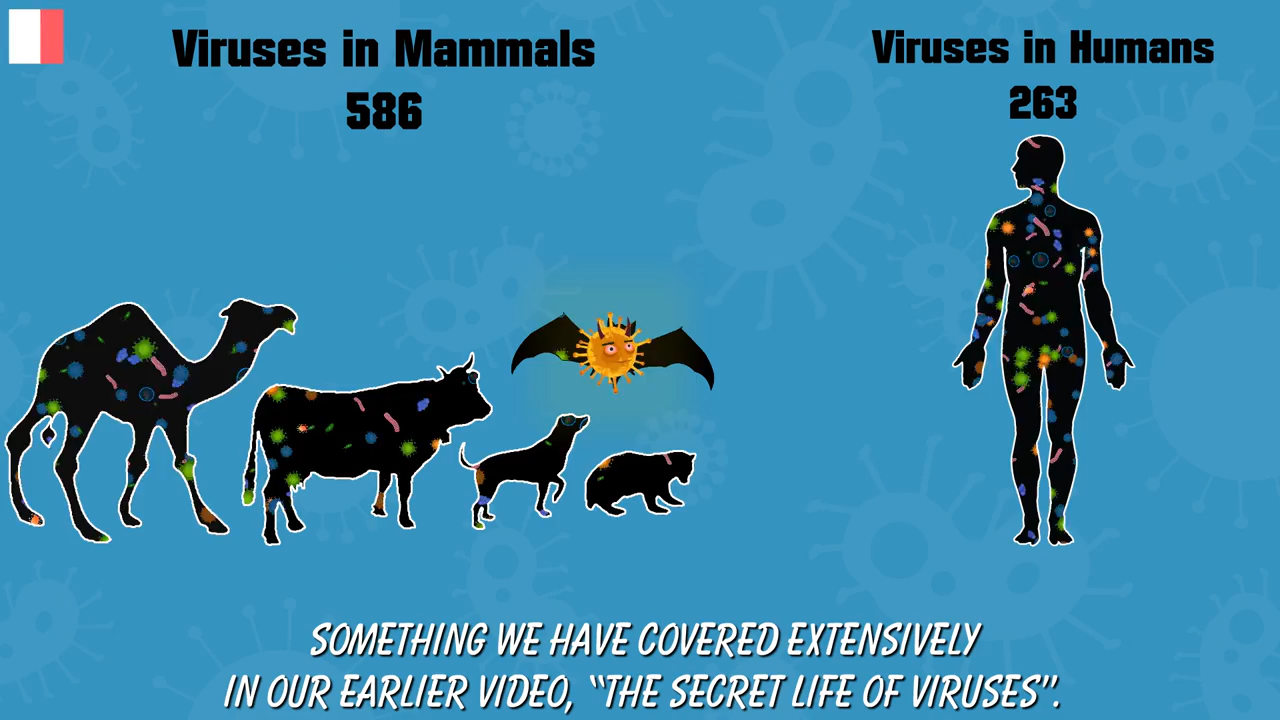 Viruses in Mammals
586
Viruses in Humans
263
SOMETHING WE HAVE COVERED EXTENSIVELY
IN OUR EARLIER VIDEO, “THE SECRET LIFE OF VIRUSES”.